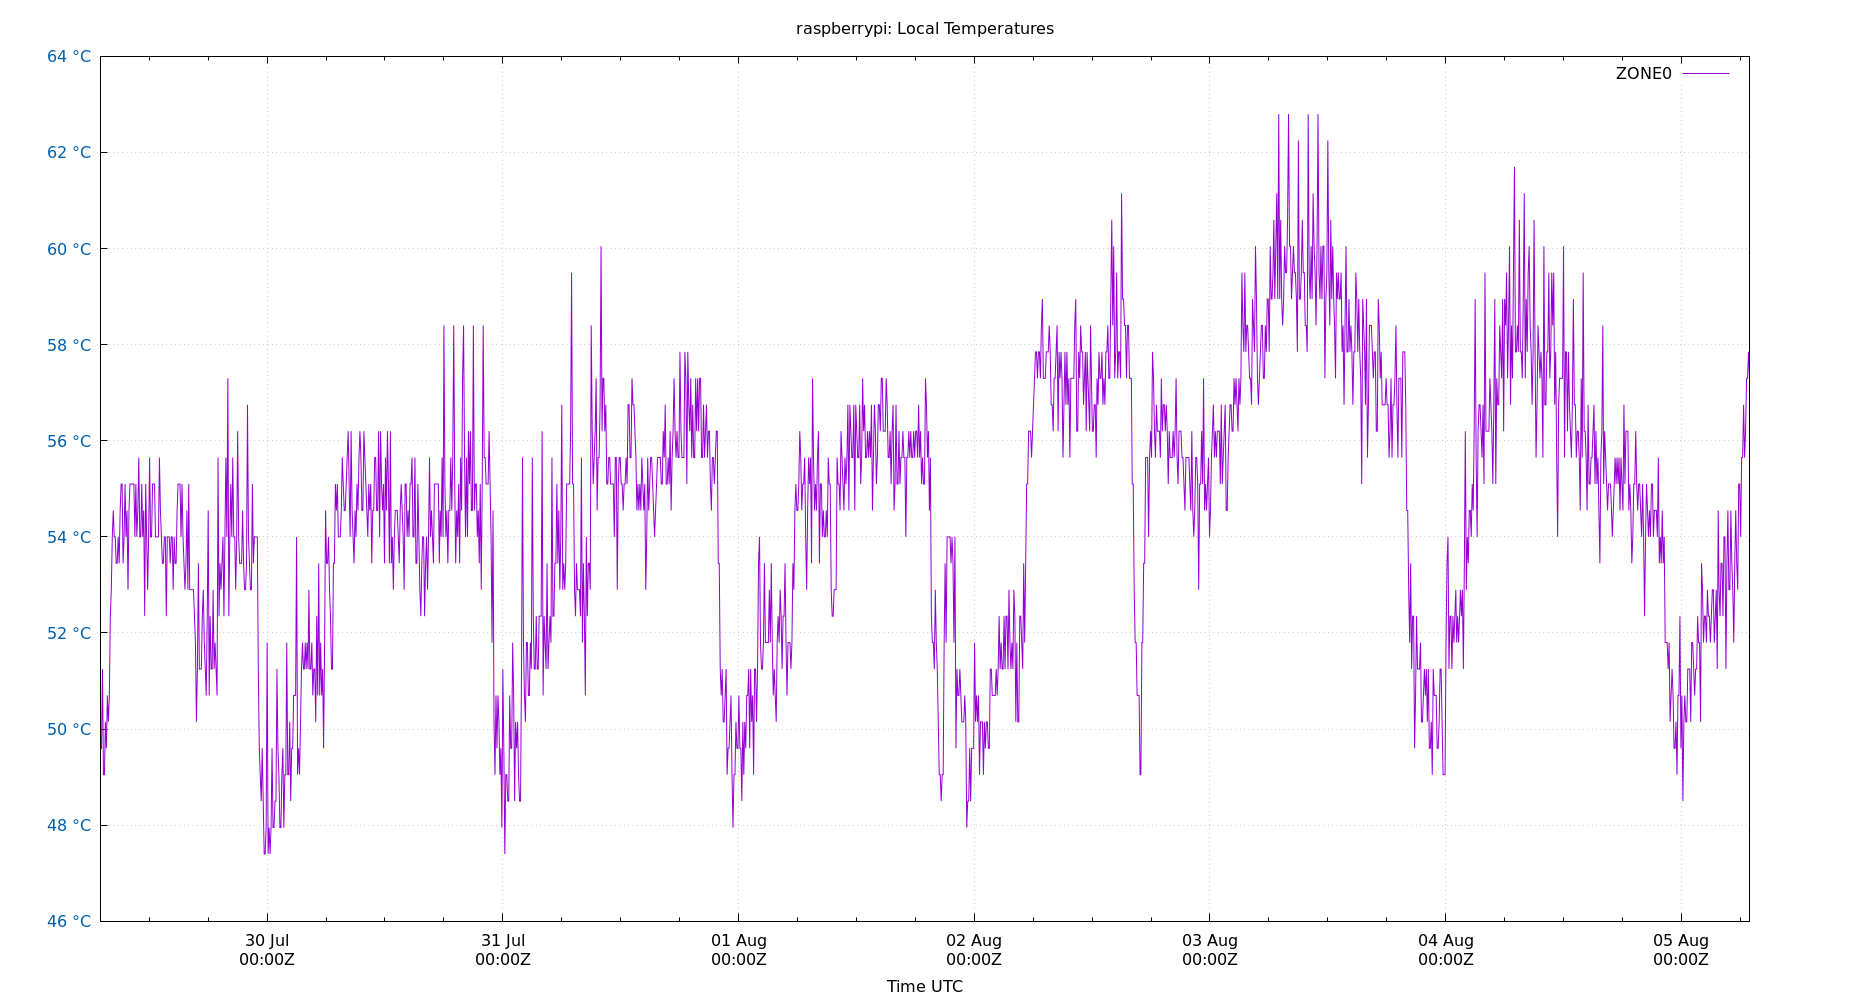 raspberrypi: Local Temperatures
64 °C
ZONE0
62 °C
60 °C
58 °C
56 °C
54 °C
52 °C
50 °C
48 °C
46 °C
30 Jul 31 Jul 01 Aug 02 Aug 03 Aug 04 Aug 05 Aug
00:00Z 00:00Z 00:00Z 00:00Z 00:00Z 00:00Z 00:00Z
Time UTC